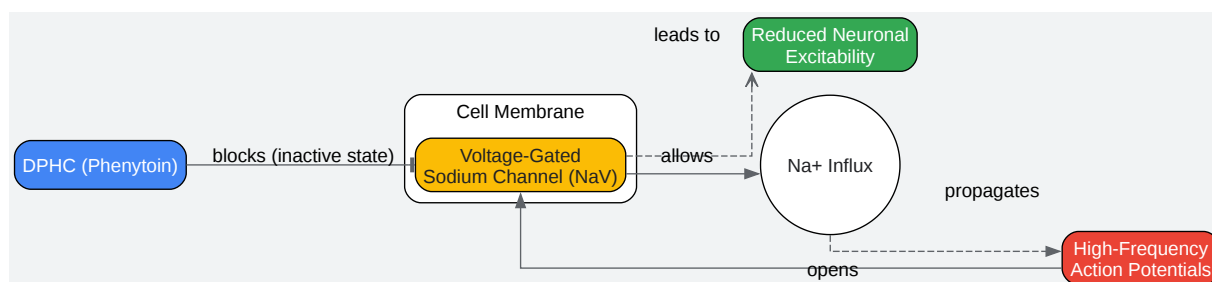 leads to
Reduced Neuronal
Excitability
Cell Membrane
DPHC (Phenytoin)
blocks (inactive state)
Voltage-Gated
Sodium Channel (NaV)
allows
Na+ Influx
propagates
High-Frequency
Action Potentials
opens